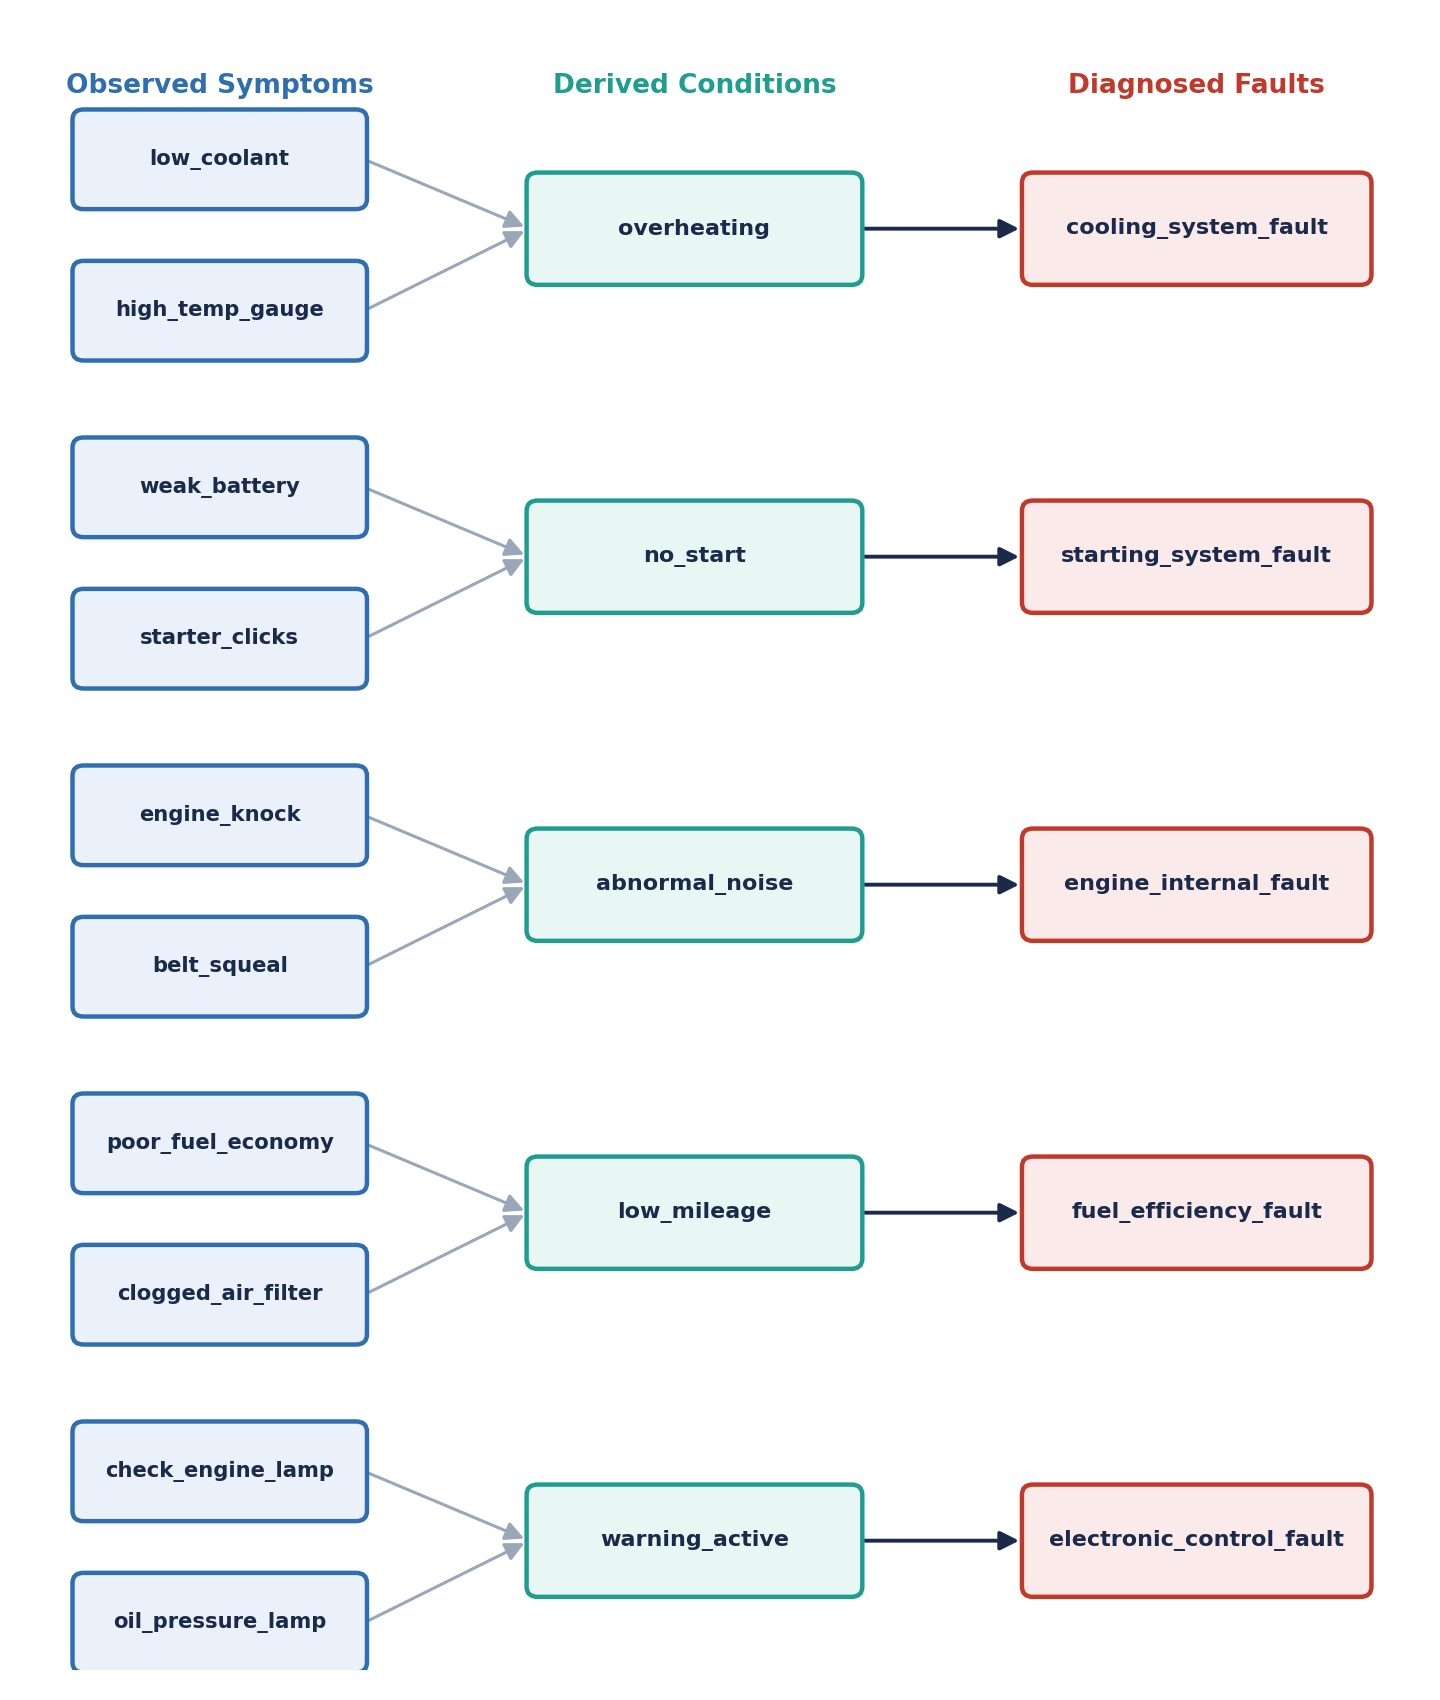 Observed Symptoms
Derived Conditions
Diagnosed Faults
low_coolant
high_temp_gauge
overheating
cooling_system_fault
weak_battery
starter_clicks
no_start
starting_system_fault
engine_knock
belt_squeal
abnormal_noise
engine_internal_fault
poor_fuel_economy
clogged_air_filter
low_mileage
fuel_efficiency_fault
check_engine_lamp
oil_pressure_lamp
warning_active
electronic_control_fault